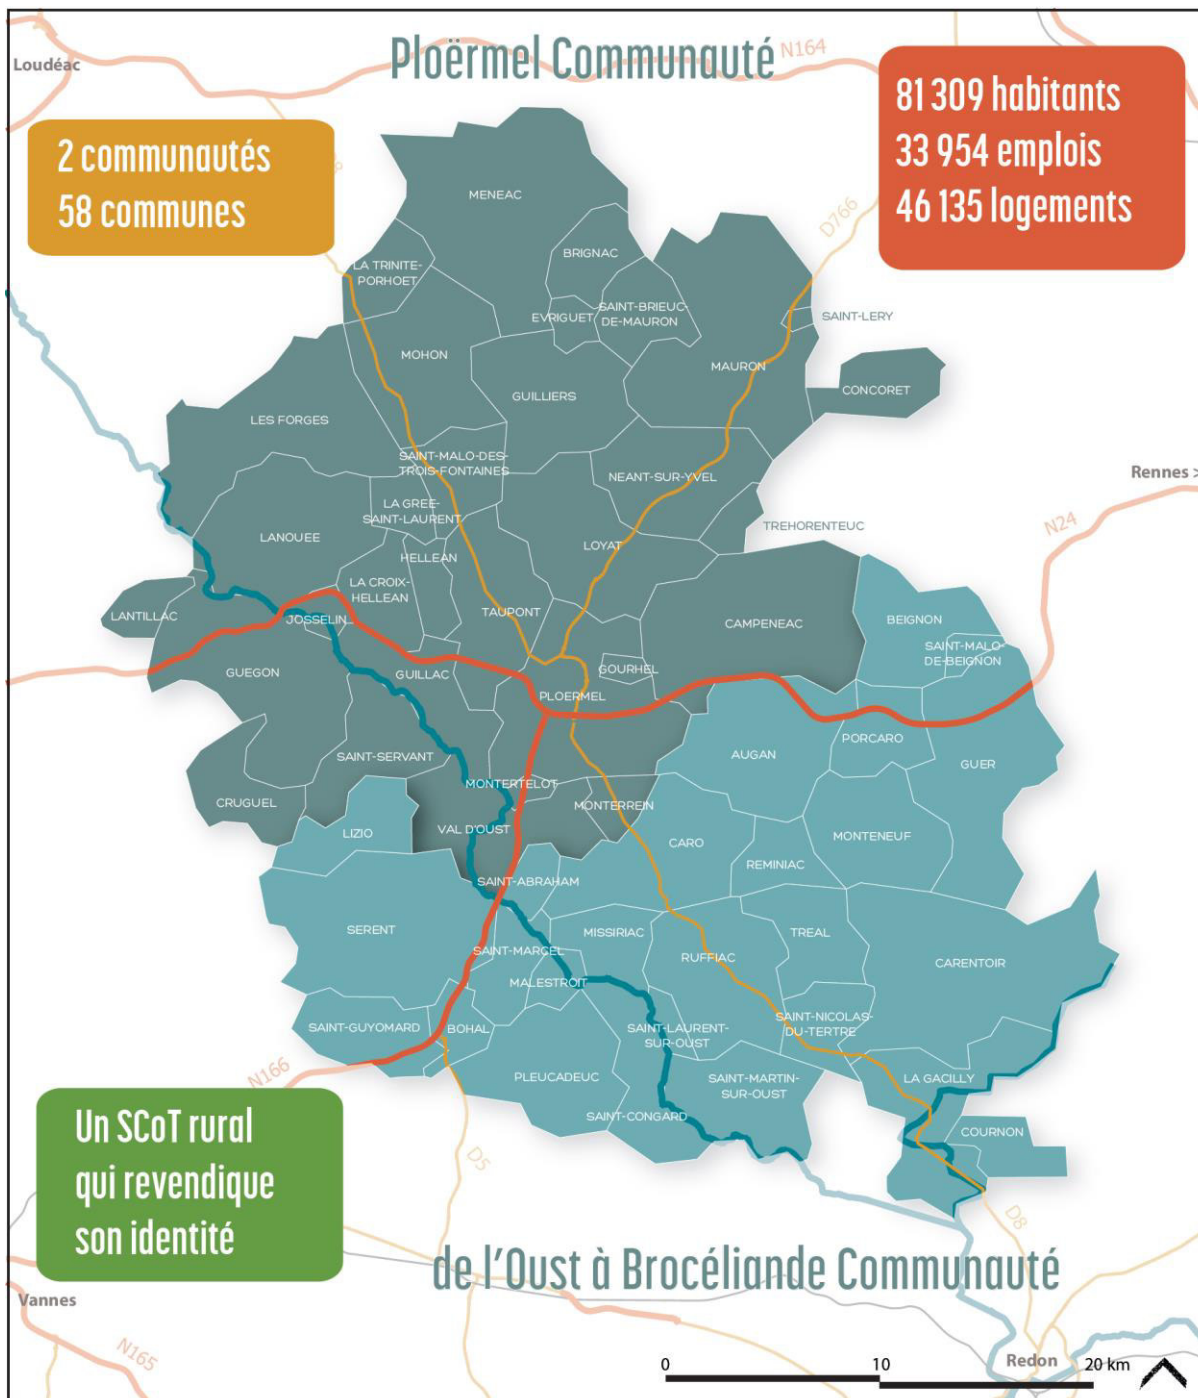 Ploërmel Communauté
N164
Loudéac
81 309 habitants
33 954 emplois
46 135 logements
2 communautés
58 communes
MENEAC
D766
BRIGNAC
LA TRINITE-
PORHOET
SAINT-BRIEUC-
DE-MAURON
EVRIGUET
SAINT-LERY
MOHON
MAURON
CONCORET
GUILLIERS
LES FORGES
SAINT-MALO-DES-
TROIS-FONTAINES
Rennes >
NEANT-SUR-YVEL
LA GREE-
SAINT-LAURENT
N24
TREHORENTEUC
LANOUEE
LOYAT
HELLEAN
LA CROIX-
HELLEAN
LANTILLAC
JOSSELIN
TAUPONT
CAMPENEAC
BEIGNON
SAINT-MALO-
DE-BEIGNON
GUEGON
GUILLAC
GOURHEL
PLOERMEL
PORCARO
AUGAN
GUER
SAINT-SERVANT
MONTERTELOT
MONTERREIN
CRUGUEL
LIZIO
VAL D'OUST
CARO
MONTENEUF
REMINIAC
SAINT-ABRAHAM
SERENT
MISSIRIAC
TREAL
SAINT-MARCEL
RUFFIAC
CARENTOIR
MALESTROIT
SAINT-GUYOMARD
BOHAL
SAINT-LAURENT-
SUR-OUST
SAINT-NICOLAS-
DU-TERTRE
N166
PLEUCADEUC
SAINT-MARTIN-
SUR-OUST
LA GACILLY
SAINT-CONGARD
COURNON
Un SCoT rural
qui revendique
son identité
D5
D8
de l'Oust à Brocéliande Communauté
Vannes
N165
Redon
0 10 20 km